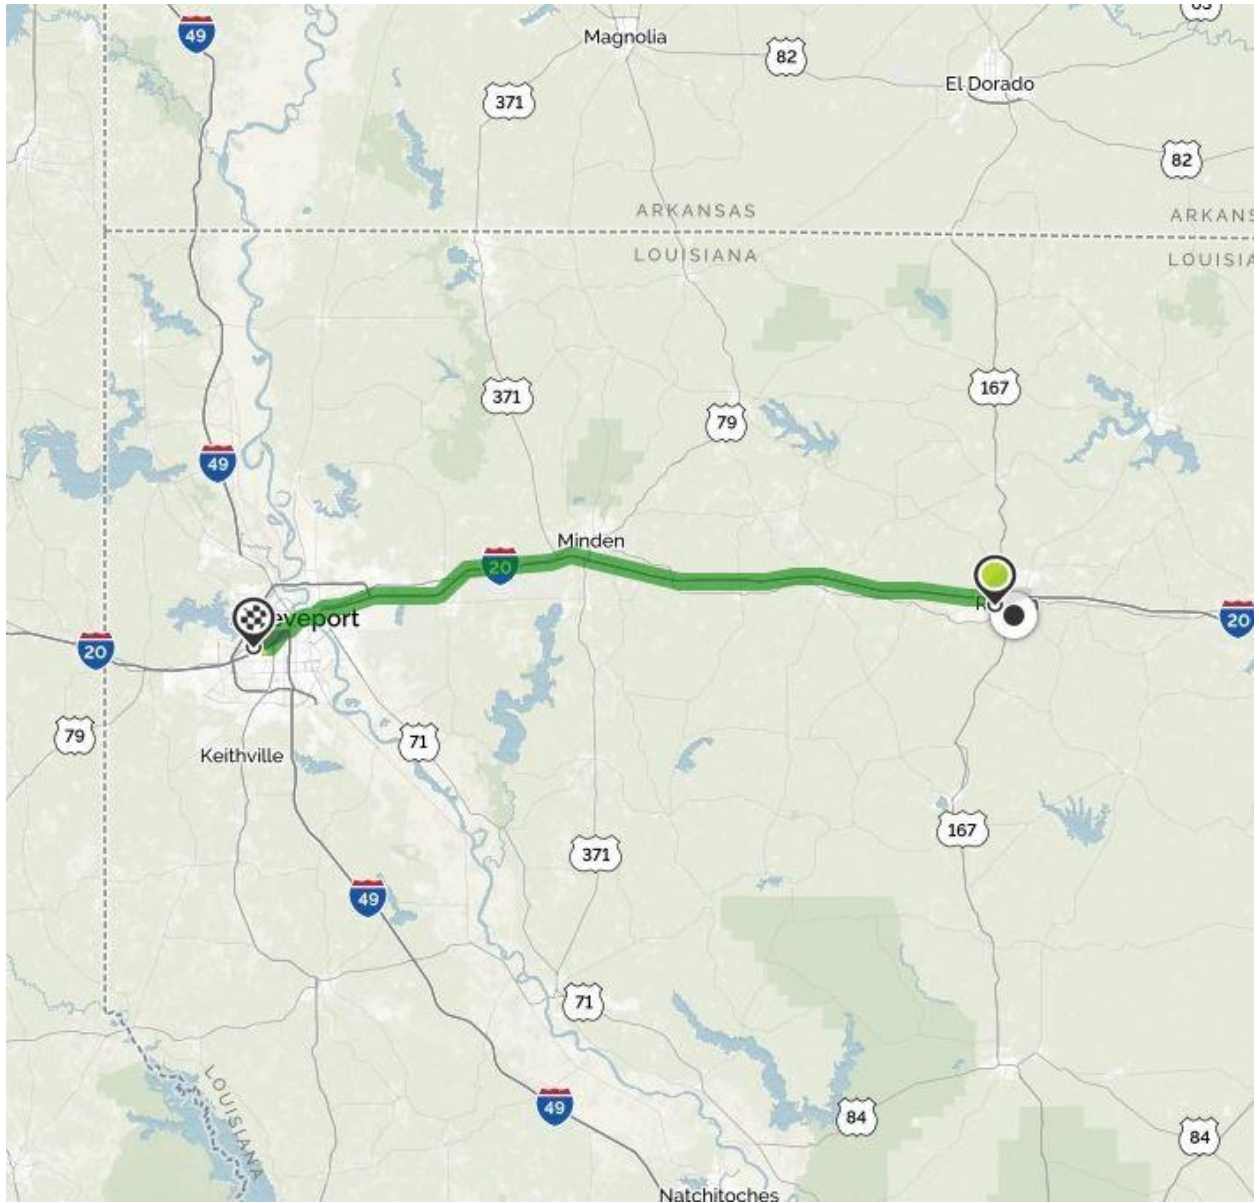 49
Magnolia
82
El Dorado
371
82
ARKANSAS
ARKANS
LOUISIANA
LOUISIA
371
167
79
49
Minden
20
R
eveport
20
20
79
71
Keithville
167
371
49
71
LOUISIANA
49
84
84
Natchitoches